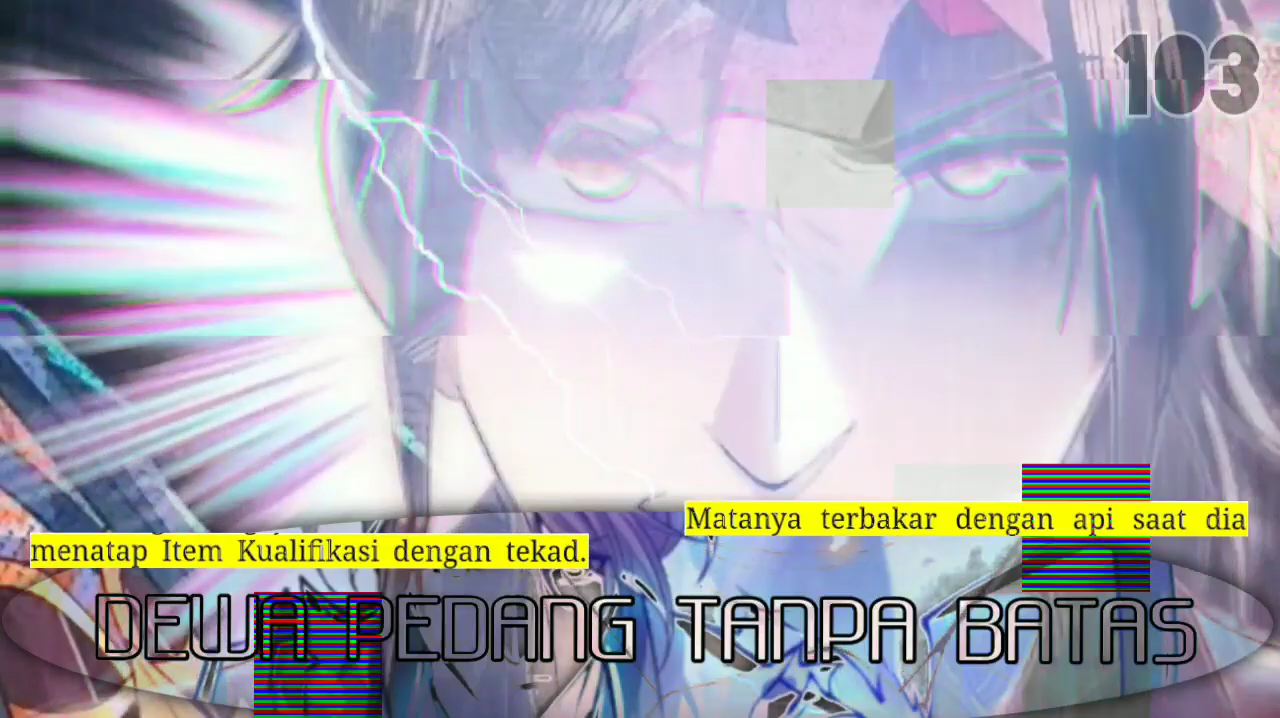 103
Matanya terbakar dengan api saat dia
menatap Item Kualifikasi dengan tekad.
DEWA PEDANG TANPA BATAS